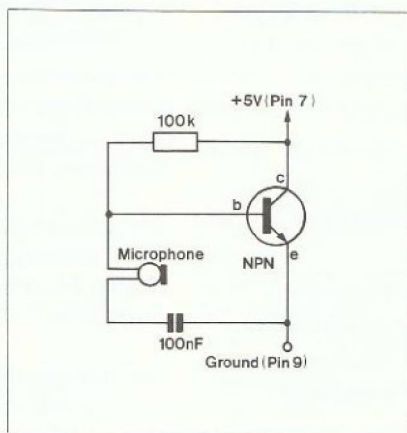 +5V (Pin 7)
100k
c
b
Microphone
NPN
e
100nF
Ground (Pin 9)